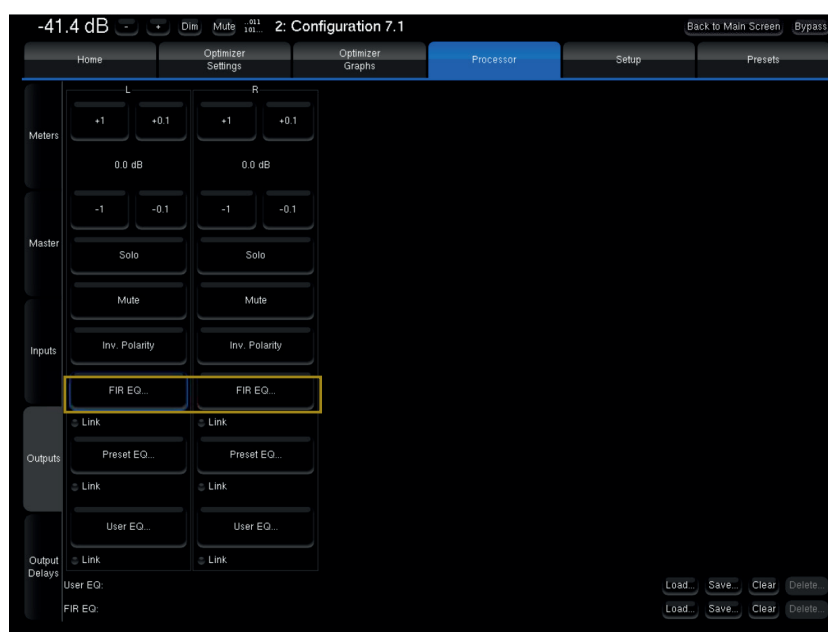 -41.4 dB - + Dim Mute ..011 101... 2: Configuration 7.1 Back to Main Screen Bypass
Home Optimizer Settings Optimizer Graphs Processor Setup Presets
L R
Meters +1 +0.1 +1 +0.1
0.0 dB 0.0 dB
-1 -0.1 -1 -0.1
Master Solo Solo
Mute Mute
Inputs Inv. Polarity Inv. Polarity
FIR EQ... FIR EQ...
Link Link
Outputs Preset EQ... Preset EQ...
Link Link
User EQ... User EQ...
Output Delays Link Link
User EQ: Load... Save... Clear Delete...
FIR EQ: Load... Save... Clear Delete...